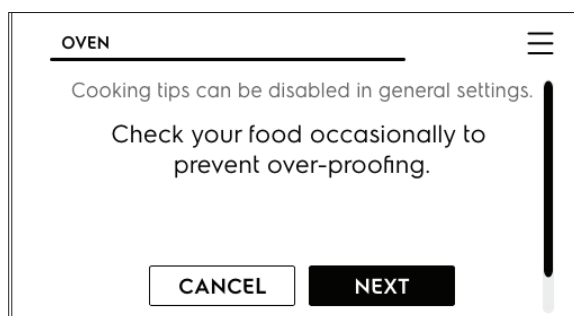 OVEN
Cooking tips can be disabled in general settings.
Check your food occasionally to
prevent over-proofing.
CANCEL
NEXT